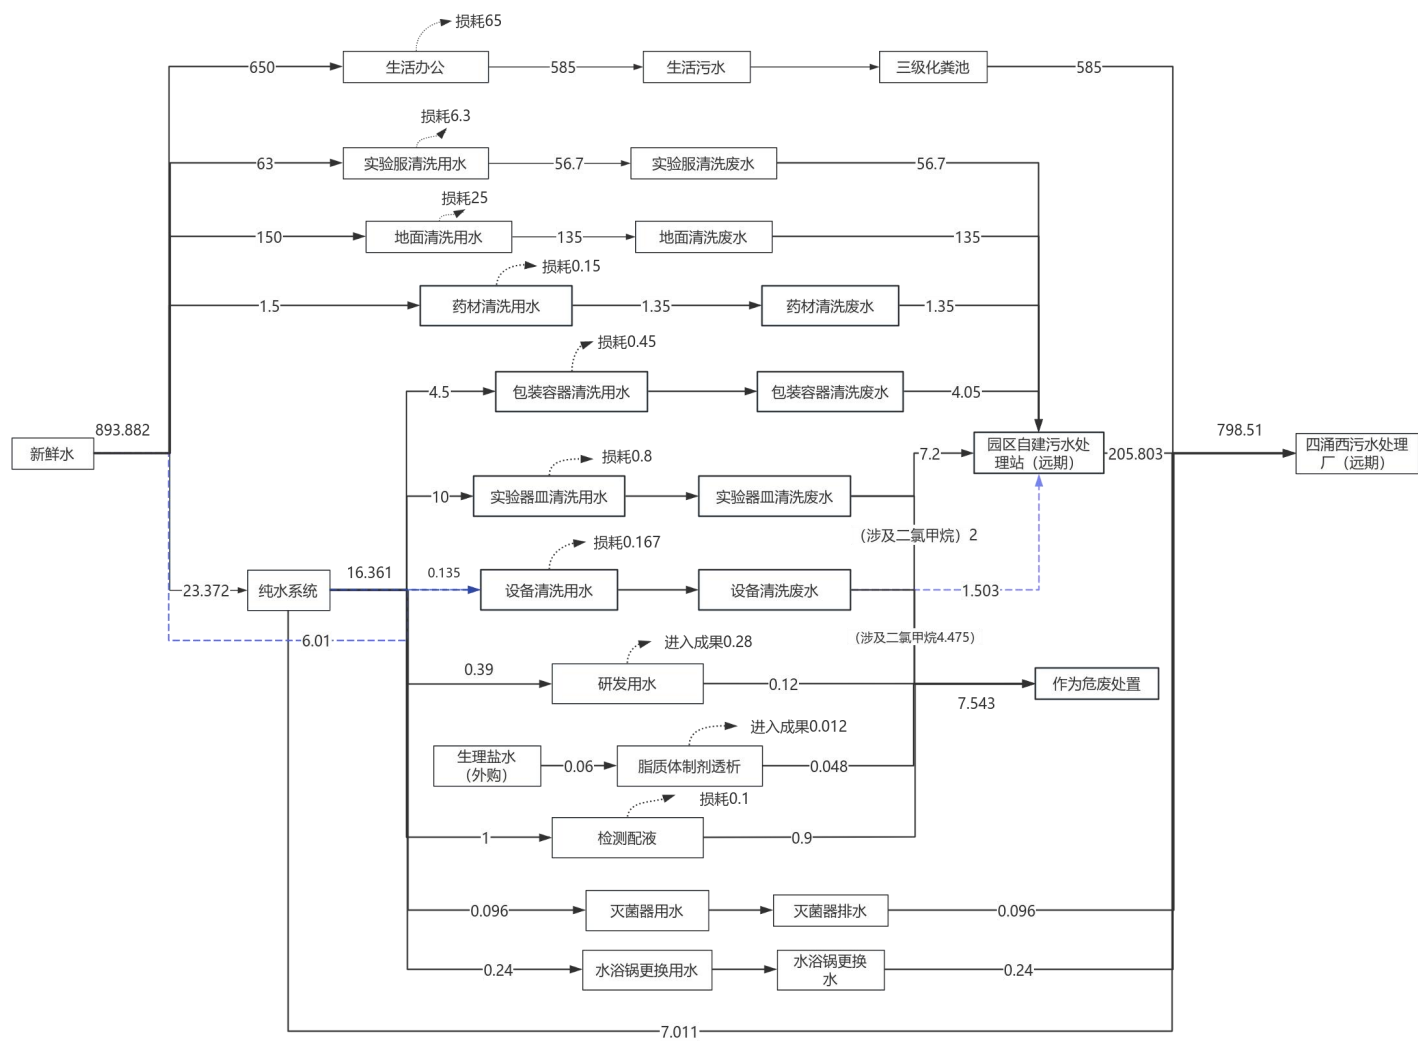 损耗65
650
生活办公
585
生活污水
三级化粪池
585
损耗6.3
63
实验服清洗用水
56.7
实验服清洗废水
56.7
损耗25
150
地面清洗用水
135
地面清洗废水
135
损耗0.15
1.5
药材清洗用水
1.35
药材清洗废水
1.35
损耗0.45
4.5
包装容器清洗用水
包装容器清洗废水
4.05
新鲜水
893.882
园区自建污水处
理站（远期）
205.803
798.51
四涌西污水处理
厂（远期）
7.2
损耗0.8
10
实验器皿清洗用水
实验器皿清洗废水
（涉及二氯甲烷）2
损耗0.167
23.372
纯水系统
16.361
0.135
设备清洗用水
设备清洗废水
1.503
6.01
（涉及二氯甲烷4.475）
进入成果0.28
0.39
研发用水
0.12
7.543
作为危废处置
进入成果0.012
生理盐水
（外购）
0.06
脂质体制剂透析
0.048
损耗0.1
1
检测配液
0.9
0.096
灭菌器用水
灭菌器排水
0.096
0.24
水浴锅更换用水
水浴锅更换
水
0.24
7.011